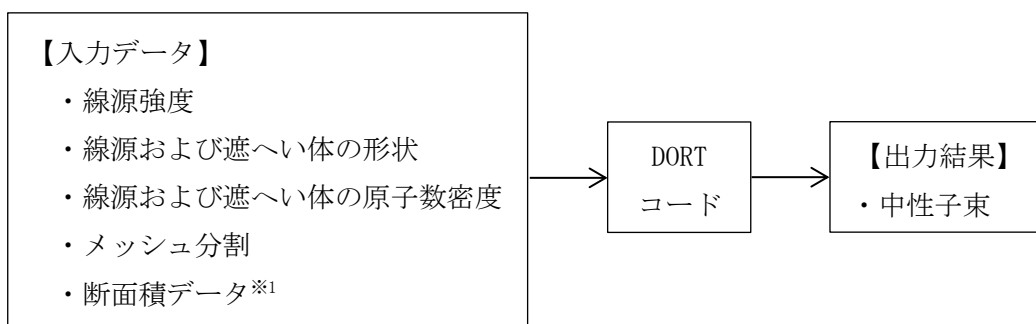 【入力データ】
・線源強度
・線源および遮へい体の形状
・線源および遮へい体の原子数密度
・メッシュ分割
・断面積データ※1
DORT
コード
【出力結果】
・中性子束